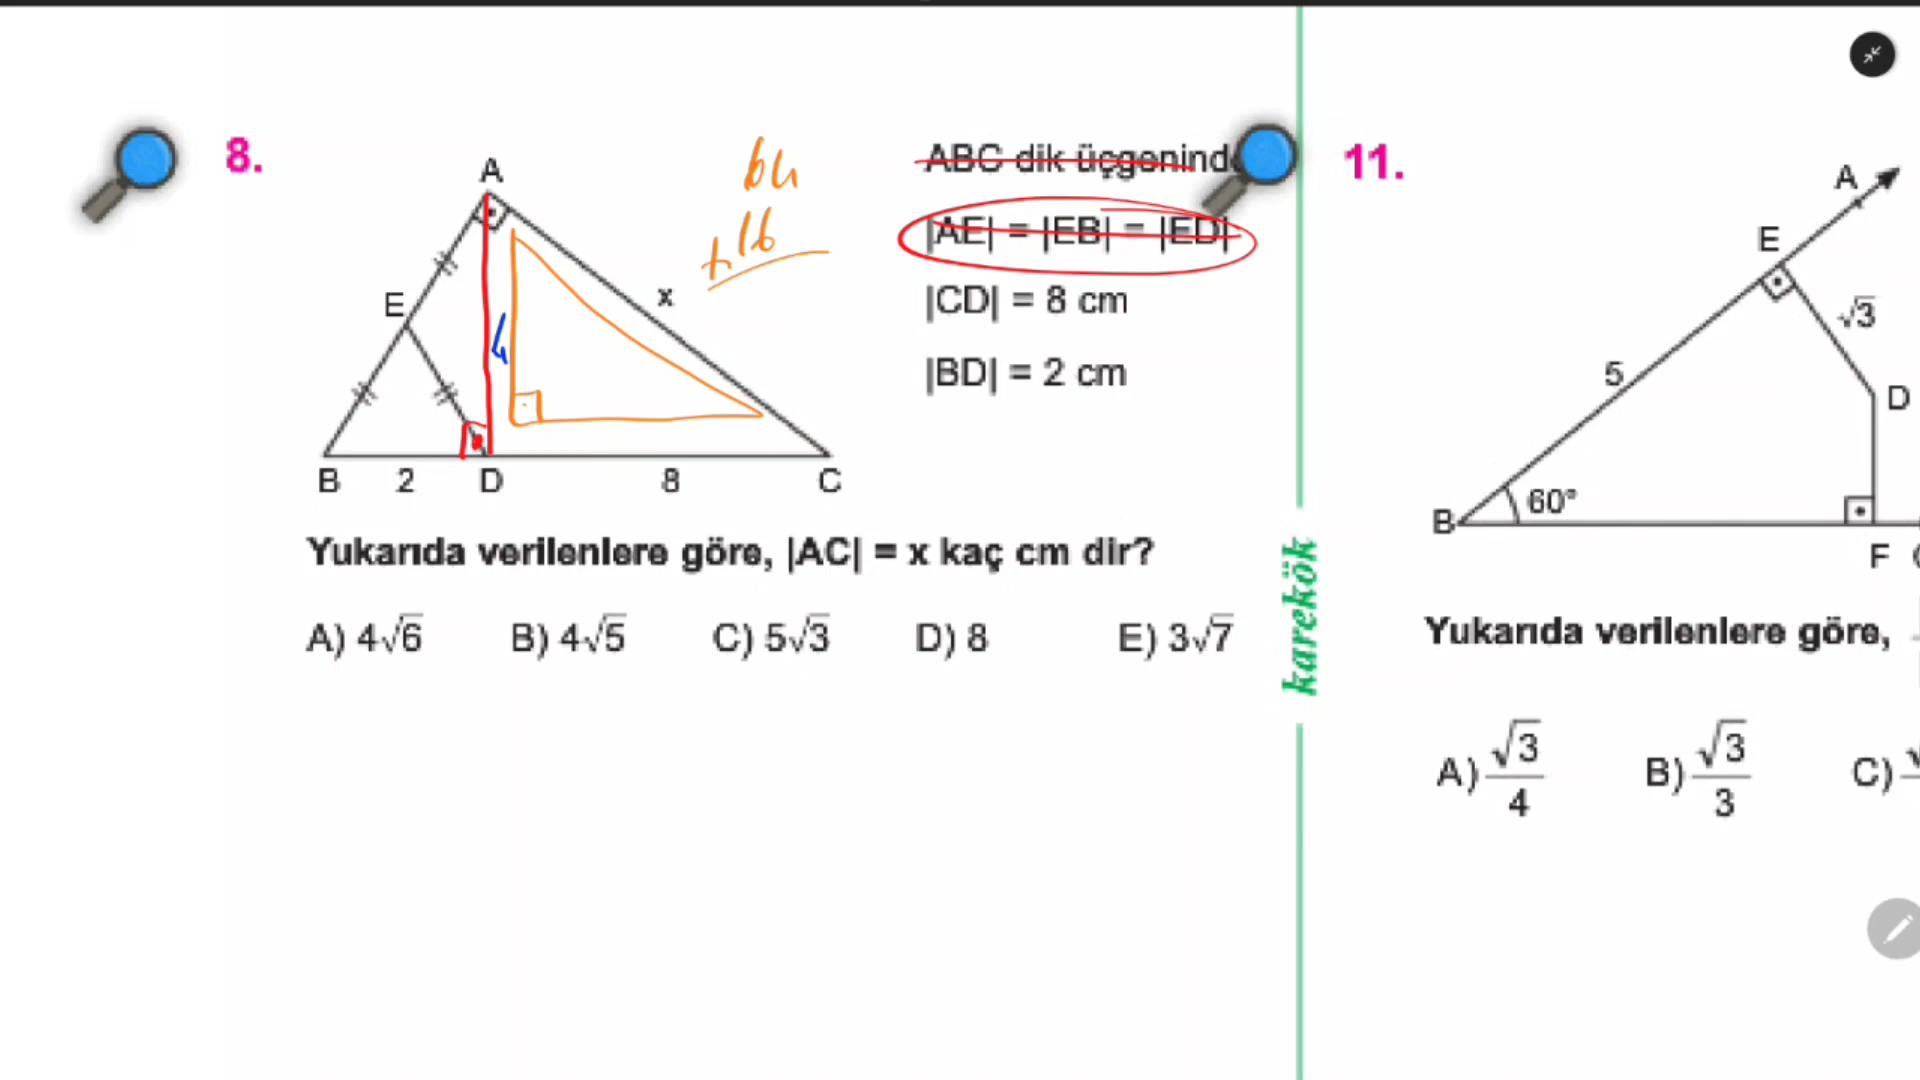 8.
A
64
+16
ABC dik üçgeninde
|AE| = |EB| = |ED|
E
x
4
|CD| = 8 cm
|BD| = 2 cm
B 2 D 8 C
Yukarıda verilenlere göre, |AC| = x kaç cm dir?
A) 4√6 B) 4√5 C) 5√3 D) 8 E) 3√7
karekök
11.
A
E
√3
5
D
B 60°
F
Yukarıda verilenlere göre,
A) √3/4 B) √3/3 C)